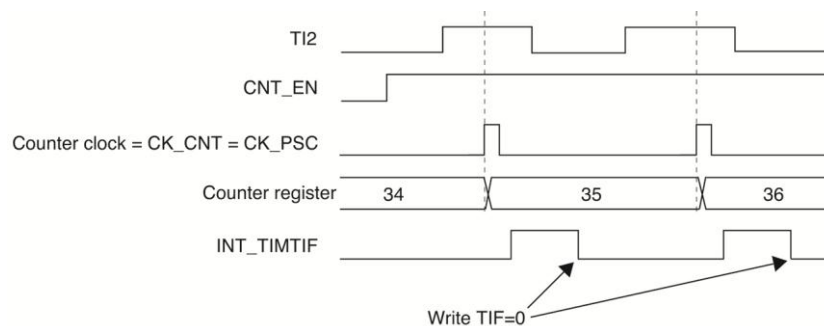 TI2
CNT_EN
Counter clock = CK_CNT = CK_PSC
Counter register 34 35 36
INT_TIMTIF
Write TIF=0